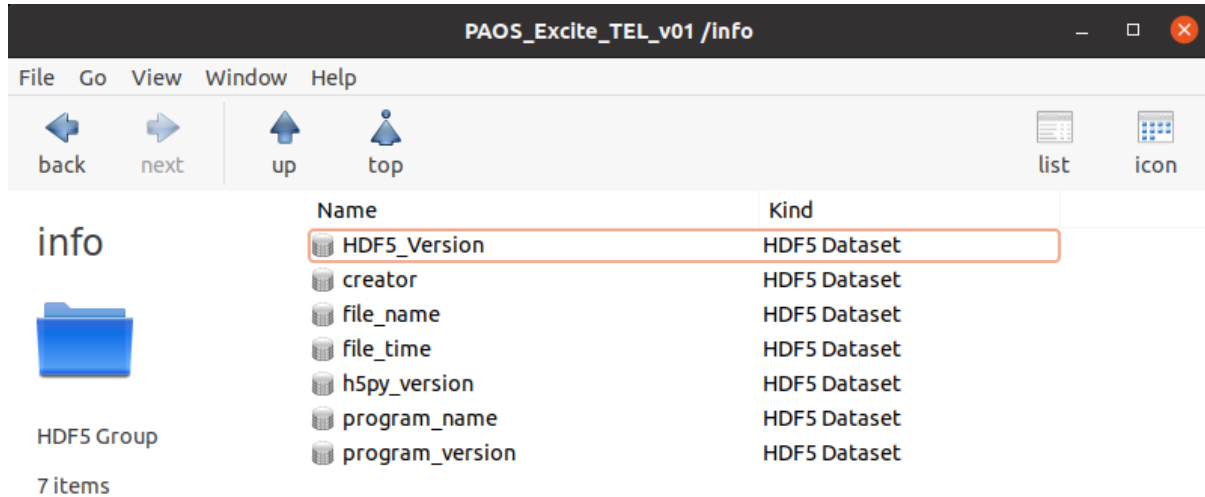 PAOS_Excite_TEL_v01 /info
File Go View Window Help
back next up top list icon
Name Kind
info
HDF5_Version HDF5 Dataset
creator HDF5 Dataset
file_name HDF5 Dataset
file_time HDF5 Dataset
h5py_version HDF5 Dataset
program_name HDF5 Dataset
program_version HDF5 Dataset
HDF5 Group
7 items